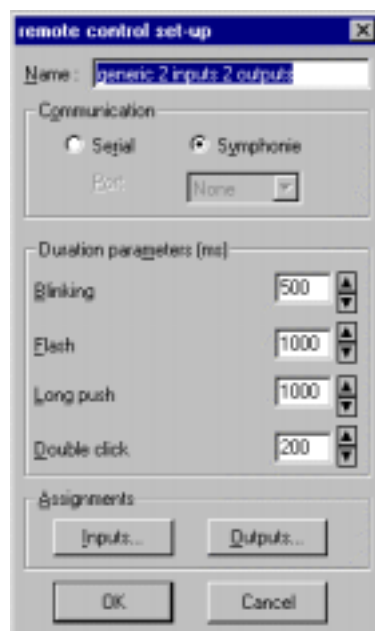 remote control set-up
Name : generic 2 inputs 2 outputs
Communication
Serial Symphonie
Port: None
Duration parameters (ms)
Blinking 500
Flash 1000
Long push 1000
Double click 200
Assignments
Inputs... Outputs...
OK Cancel